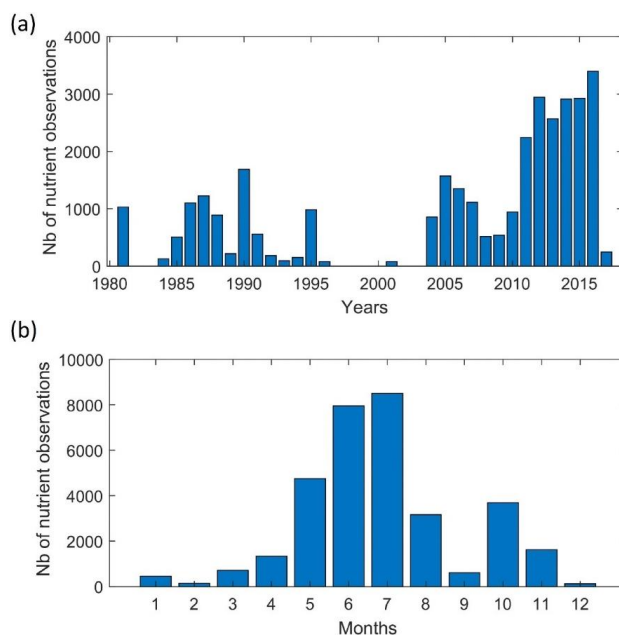 (a)
4000
3000
2000
1000
0
Nb of nutrient observations
1980 1985 1990 1995 2000 2005 2010 2015
Years
(b)
10000
8000
6000
4000
2000
0
Nb of nutrient observations
1 2 3 4 5 6 7 8 9 10 11 12
Months